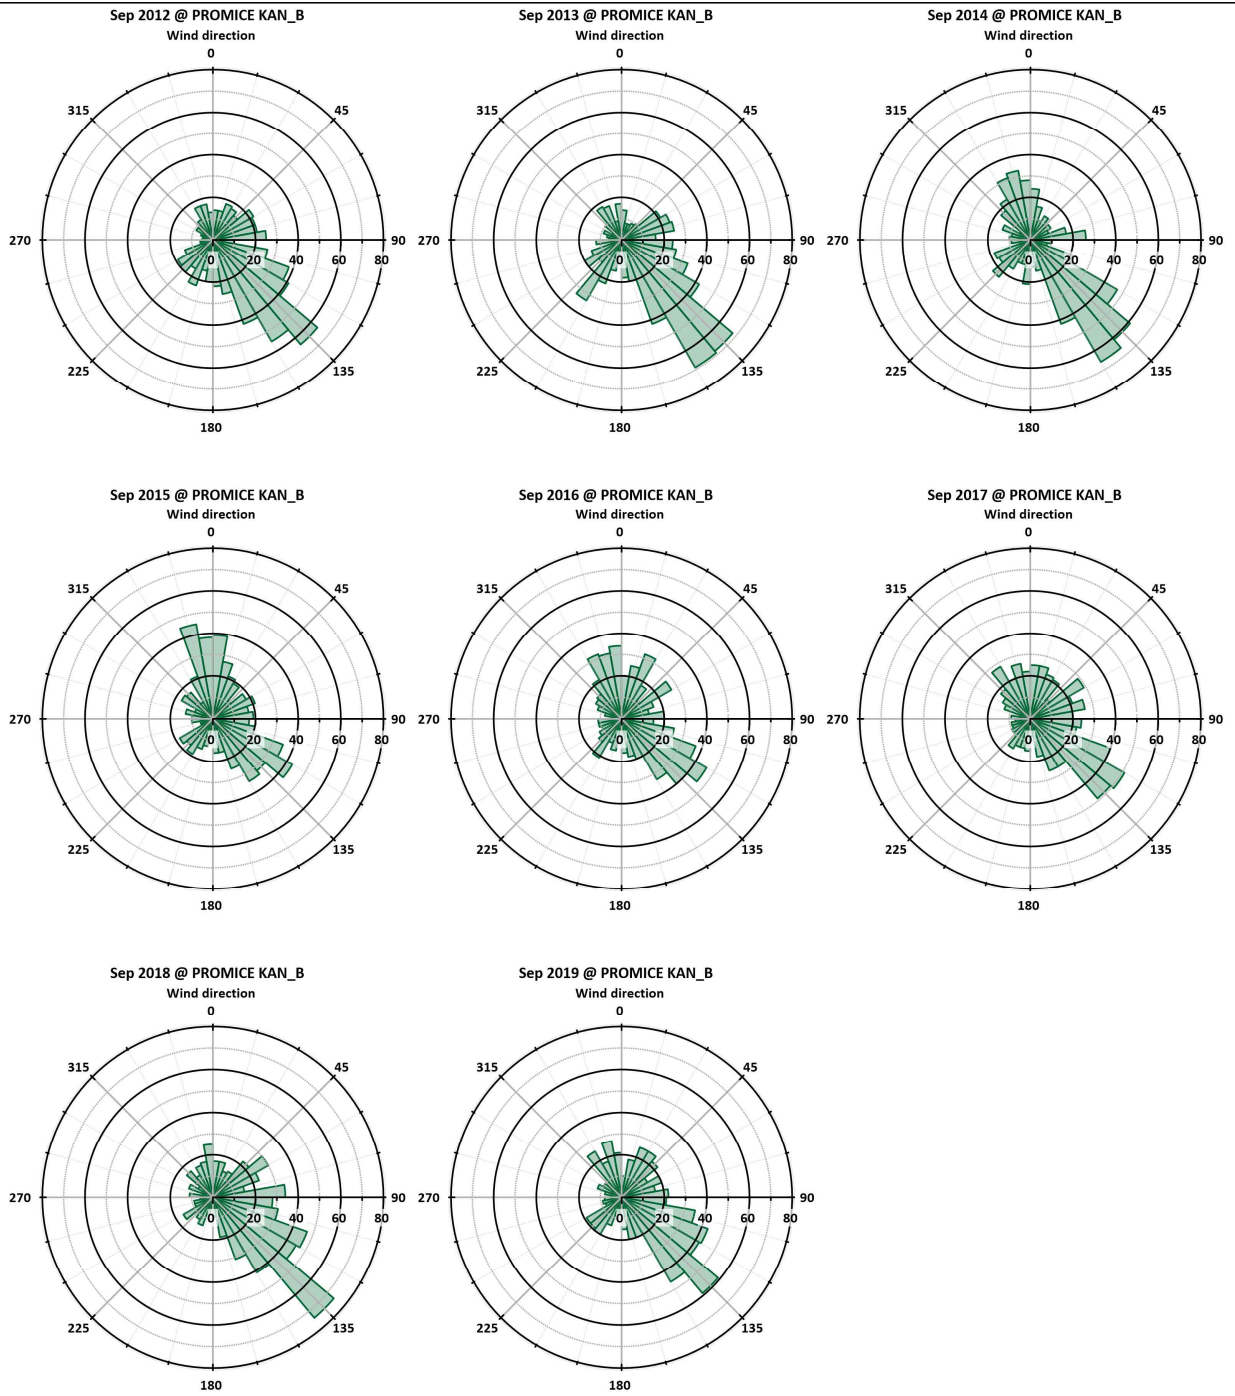 Sep 2012 @ PROMICE KAN_B
Wind direction
0
315 45
270 0 20 40 60 80 90
225 135
180
Sep 2013 @ PROMICE KAN_B
Wind direction
0
315 45
270 0 20 40 60 80 90
225 135
180
Sep 2014 @ PROMICE KAN_B
Wind direction
0
315 45
270 0 20 40 60 80 90
225 135
180
Sep 2015 @ PROMICE KAN_B
Wind direction
0
315 45
270 0 20 40 60 80 90
225 135
180
Sep 2016 @ PROMICE KAN_B
Wind direction
0
315 45
270 0 20 40 60 80 90
225 135
180
Sep 2017 @ PROMICE KAN_B
Wind direction
0
315 45
270 0 20 40 60 80 90
225 135
180
Sep 2018 @ PROMICE KAN_B
Wind direction
0
315 45
270 0 20 40 60 80 90
225 135
180
Sep 2019 @ PROMICE KAN_B
Wind direction
0
315 45
270 0 20 40 60 80 90
225 135
180